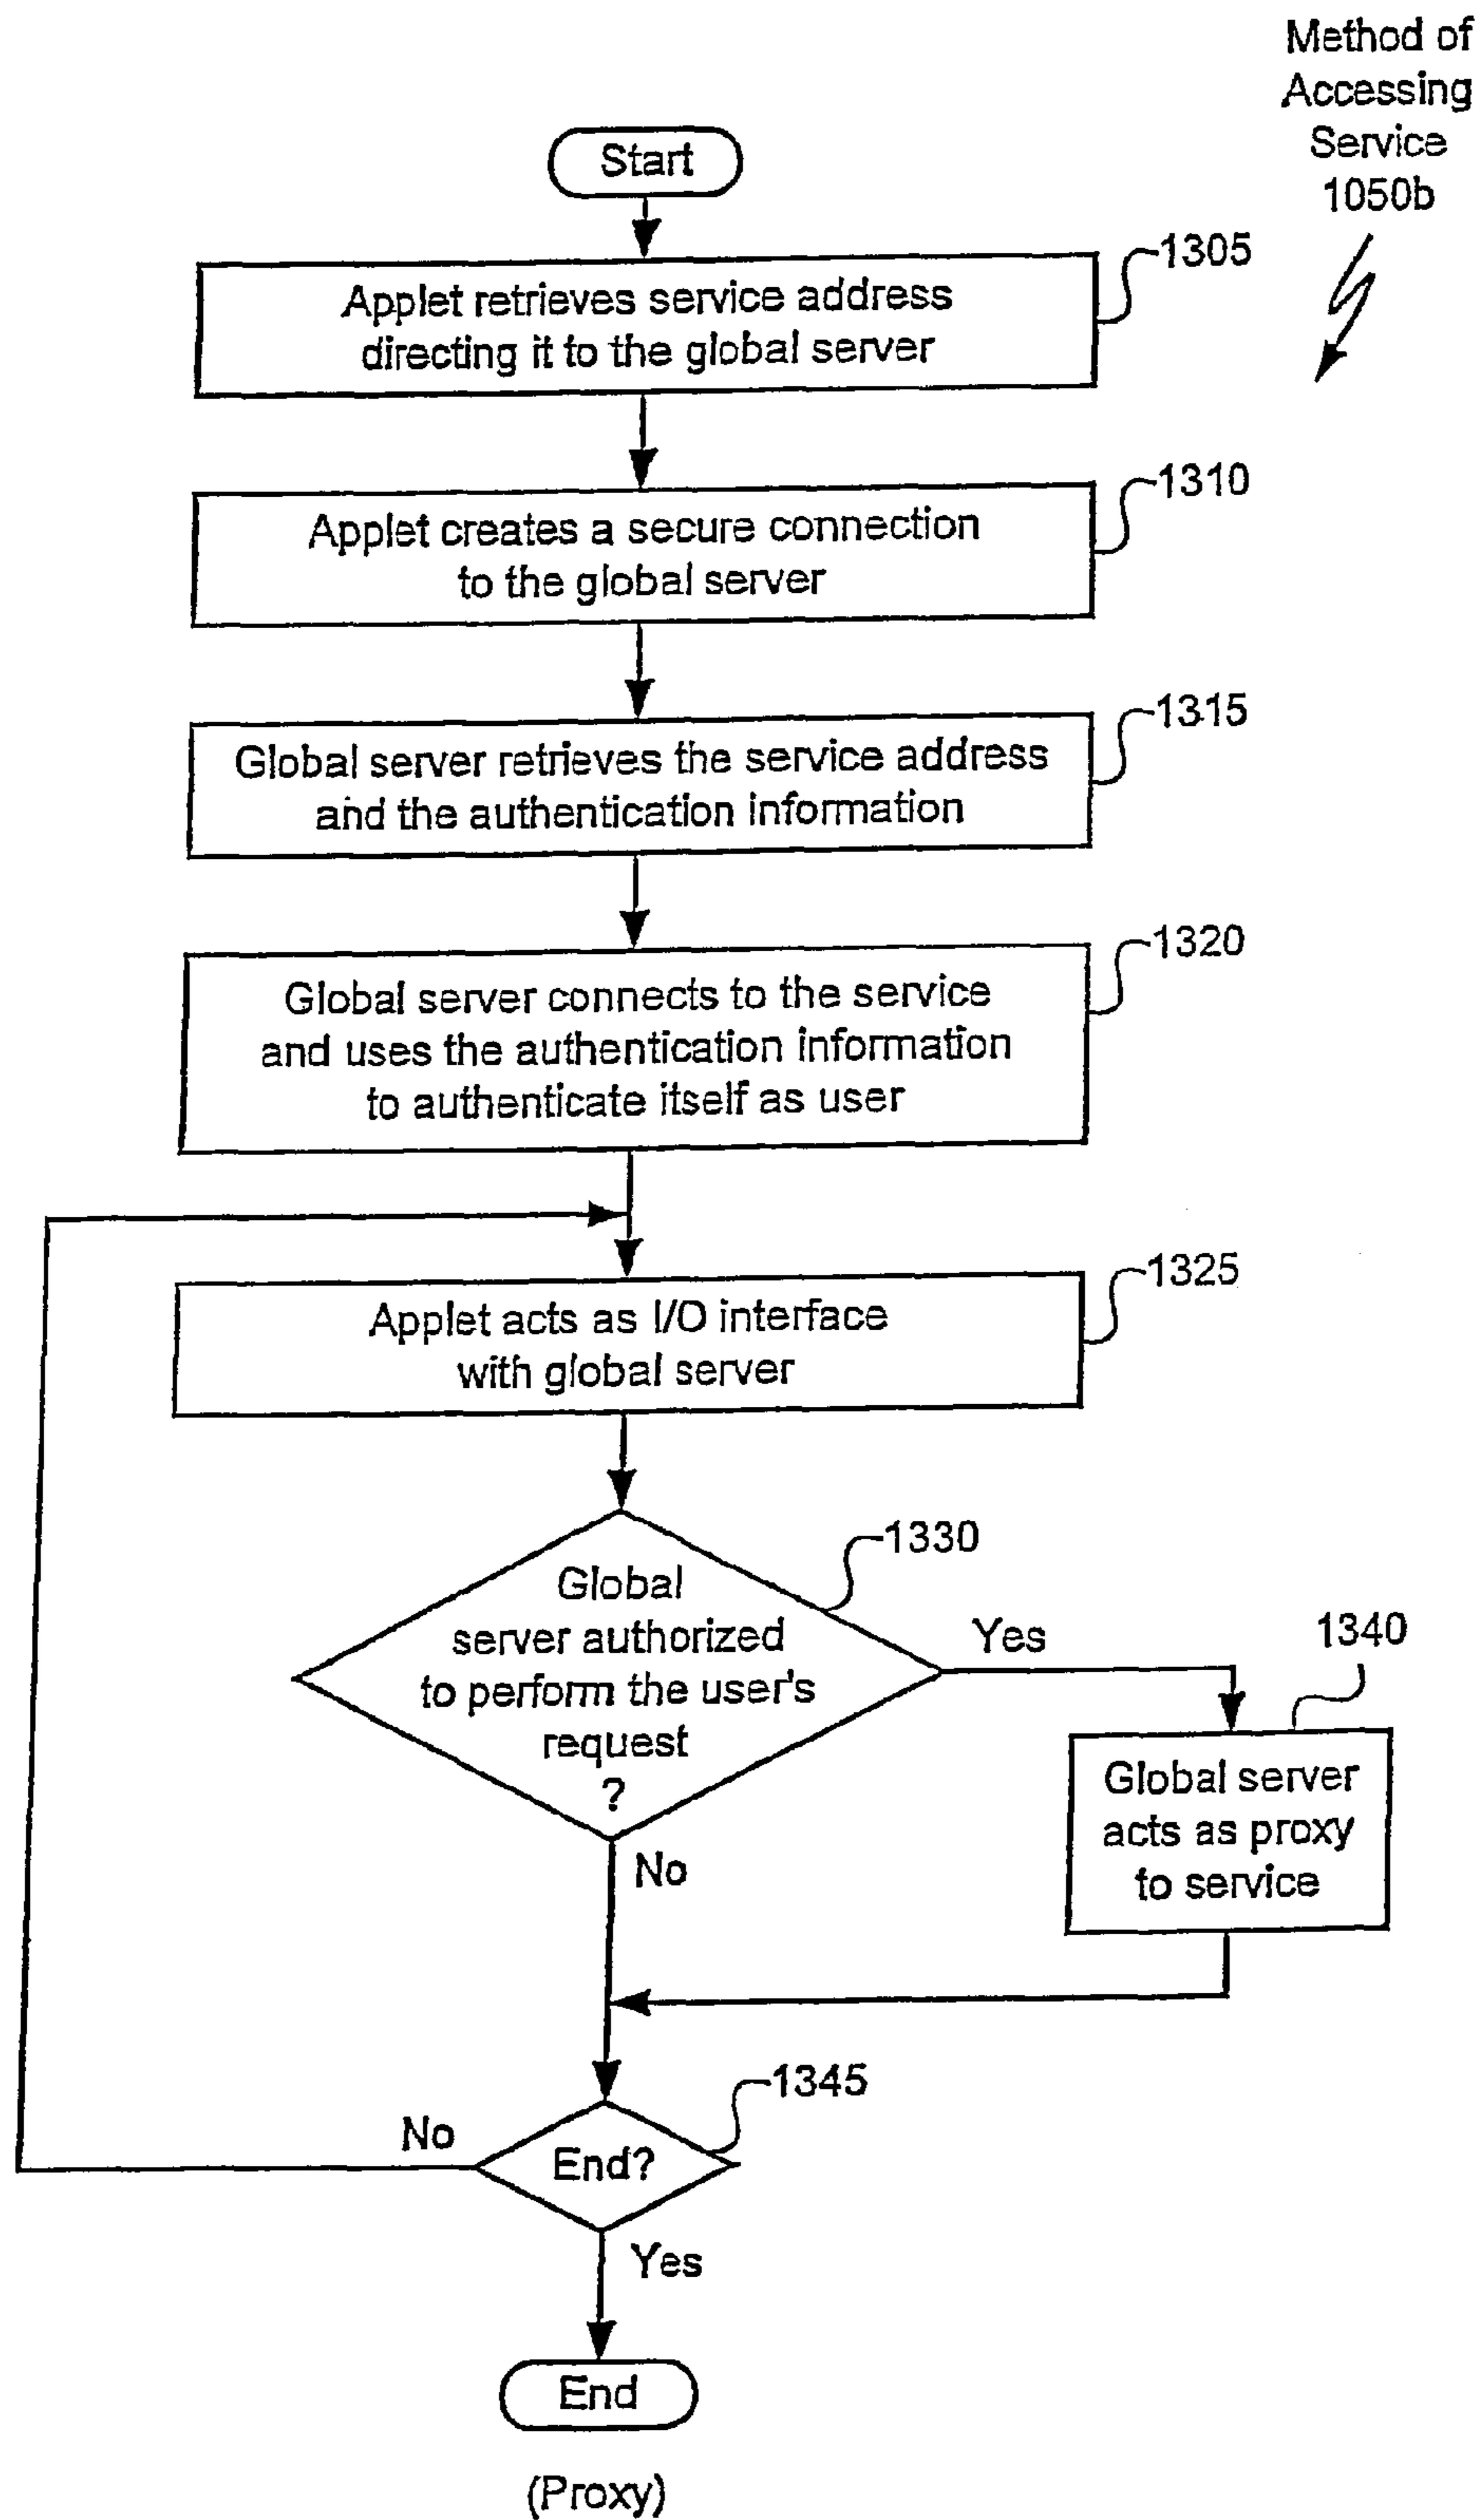 Method of
Accessing
Service
1050b
Start
1305
Applet retrieves service address
directing it to the global server
1310
Applet creates a secure connection
to the global server
1315
Global server retrieves the service address
and the authentication information
1320
Global server connects to the service
and uses the authentication information
to authenticate itself as user
1325
Applet acts as I/O interface
with global server
1330
Global
server authorized
to perform the user's
request
?
Yes
1340
Global server
acts as proxy
to service
No
1345
End?
No
Yes
End
(Proxy)